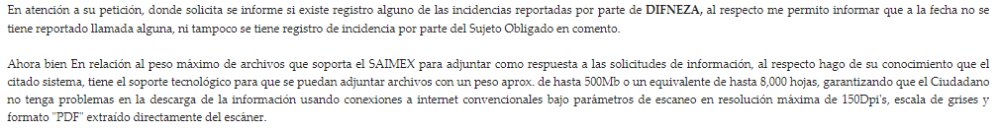 En atención a su petición, donde solicita se informe si existe registro alguno de las incidencias reportadas por parte de DIFNEZA, al respecto me permito informar que a la fecha no se
tiene reportado llamada alguna, ni tampoco se tiene registro de incidencia por parte del Sujeto Obligado en comento.
Ahora bien En relación al peso máximo de archivos que soporta el SAIMEX para adjuntar como respuesta a las solicitudes de información, al respecto hago de su conocimiento que el
citado sistema, tiene el soporte tecnológico para que se puedan adjuntar archivos con un peso aprox. de hasta 500Mb o un equivalente de hasta 8,000 hojas, garantizando que el Ciudadano
no tenga problemas en la descarga de la información usando conexiones a internet convencionales bajo parámetros de escaneo en resolución máxima de 150Dpi's, escala de grises y
formato "PDF" extraído directamente del escáner.